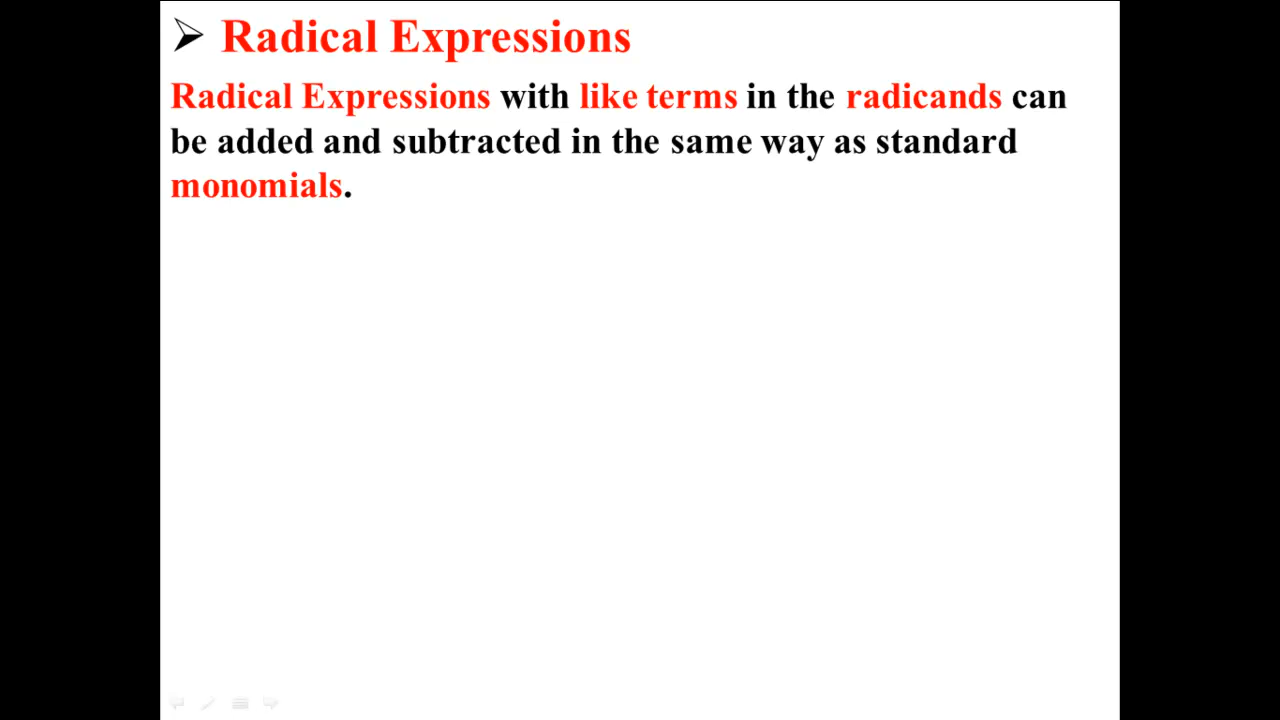 ➢ Radical Expressions
Radical Expressions with like terms in the radicands can
be added and subtracted in the same way as standard
monomials.